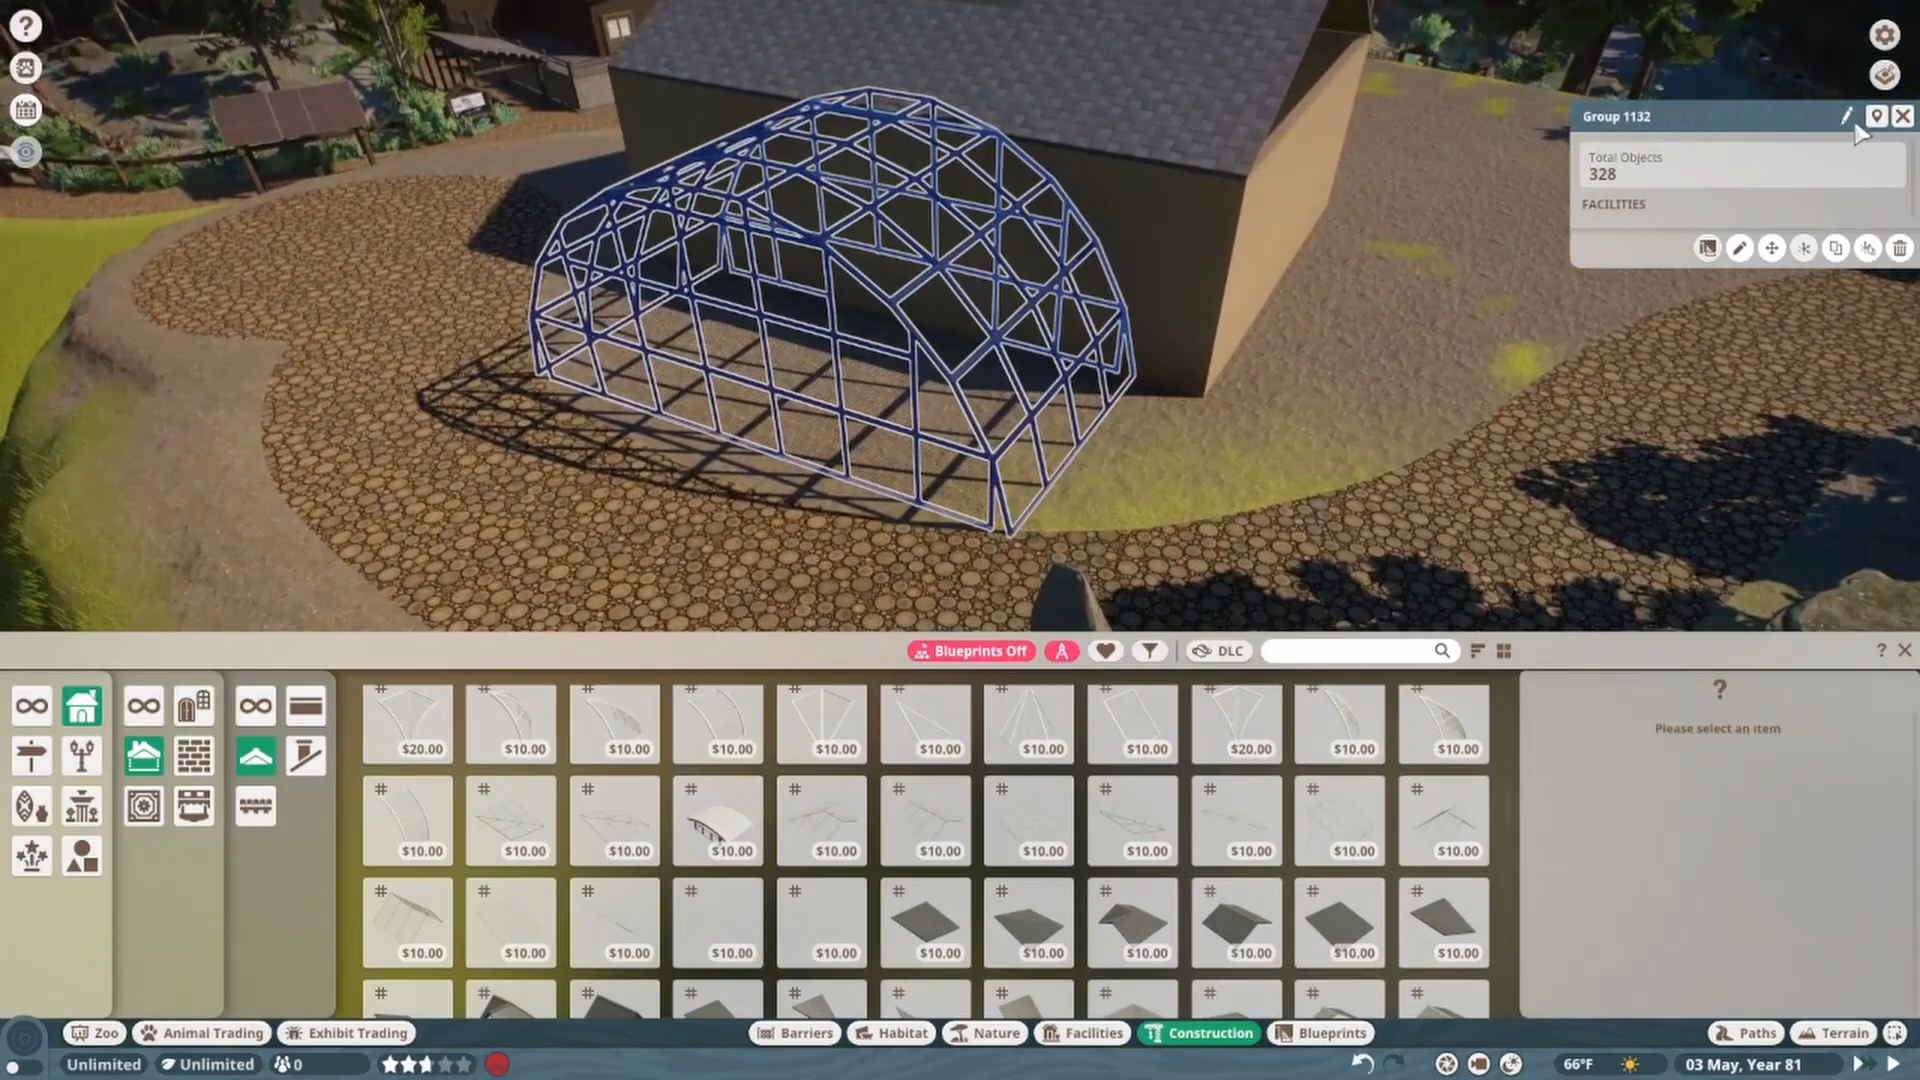 Group 1132
Total Objects
328
FACILITIES
Blueprints Off
DLC
?
Please select an item
$20.00 $10.00 $10.00 $10.00 $10.00 $10.00 $10.00 $10.00 $20.00 $10.00 $10.00
$10.00 $10.00 $10.00 $10.00 $10.00 $10.00 $10.00 $10.00 $10.00 $10.00 $10.00
$10.00 $10.00 $10.00 $10.00 $10.00 $10.00 $10.00 $10.00 $10.00 $10.00 $10.00
Zoo Animal Trading Exhibit Trading Barriers Habitat Nature Facilities Construction Blueprints Paths Terrain
Unlimited Unlimited 0 66°F 03 May, Year 81